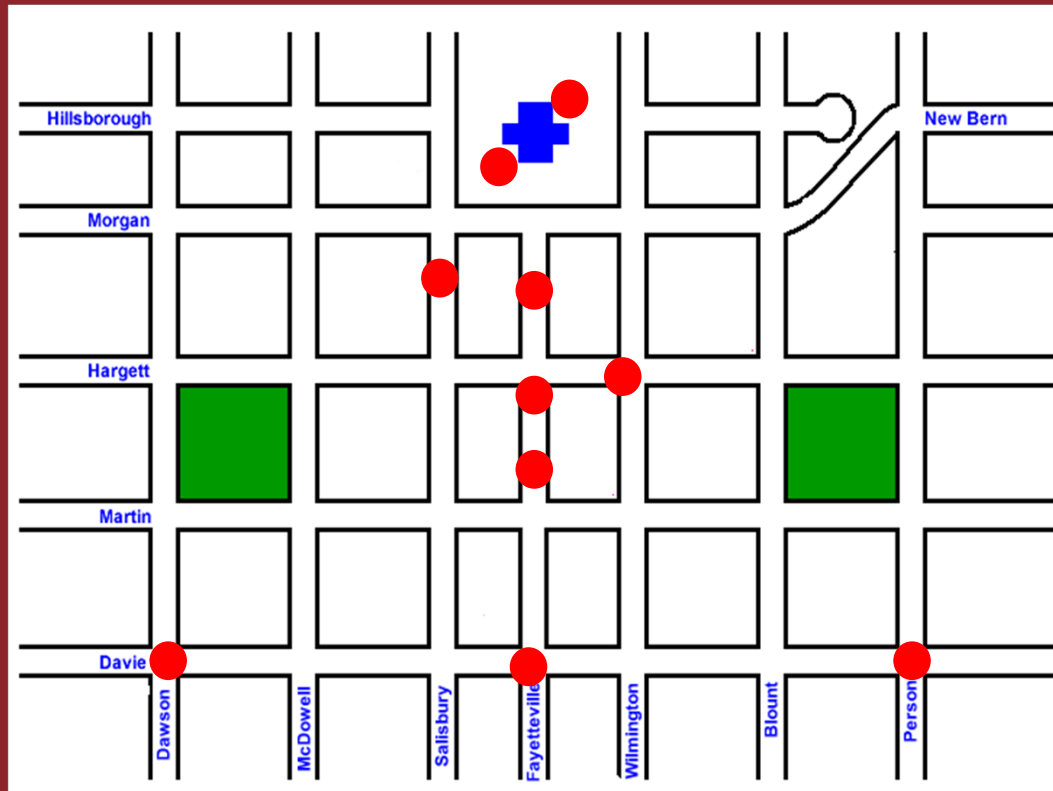 Hillsborough
New Bern
Morgan
Hargett
Martin
Davie
Dawson
McDowell
Salisbury
Fayetteville
Wilmington
Blount
Person